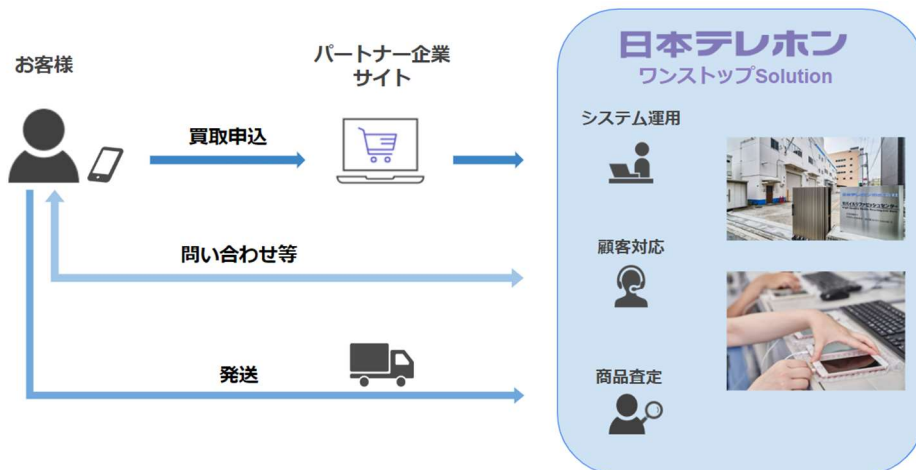 お客様
パートナー企業
サイト
買取申込
問い合わせ等
発送
日本テレホン
ワンストップSolution
システム運用
顧客対応
商品査定